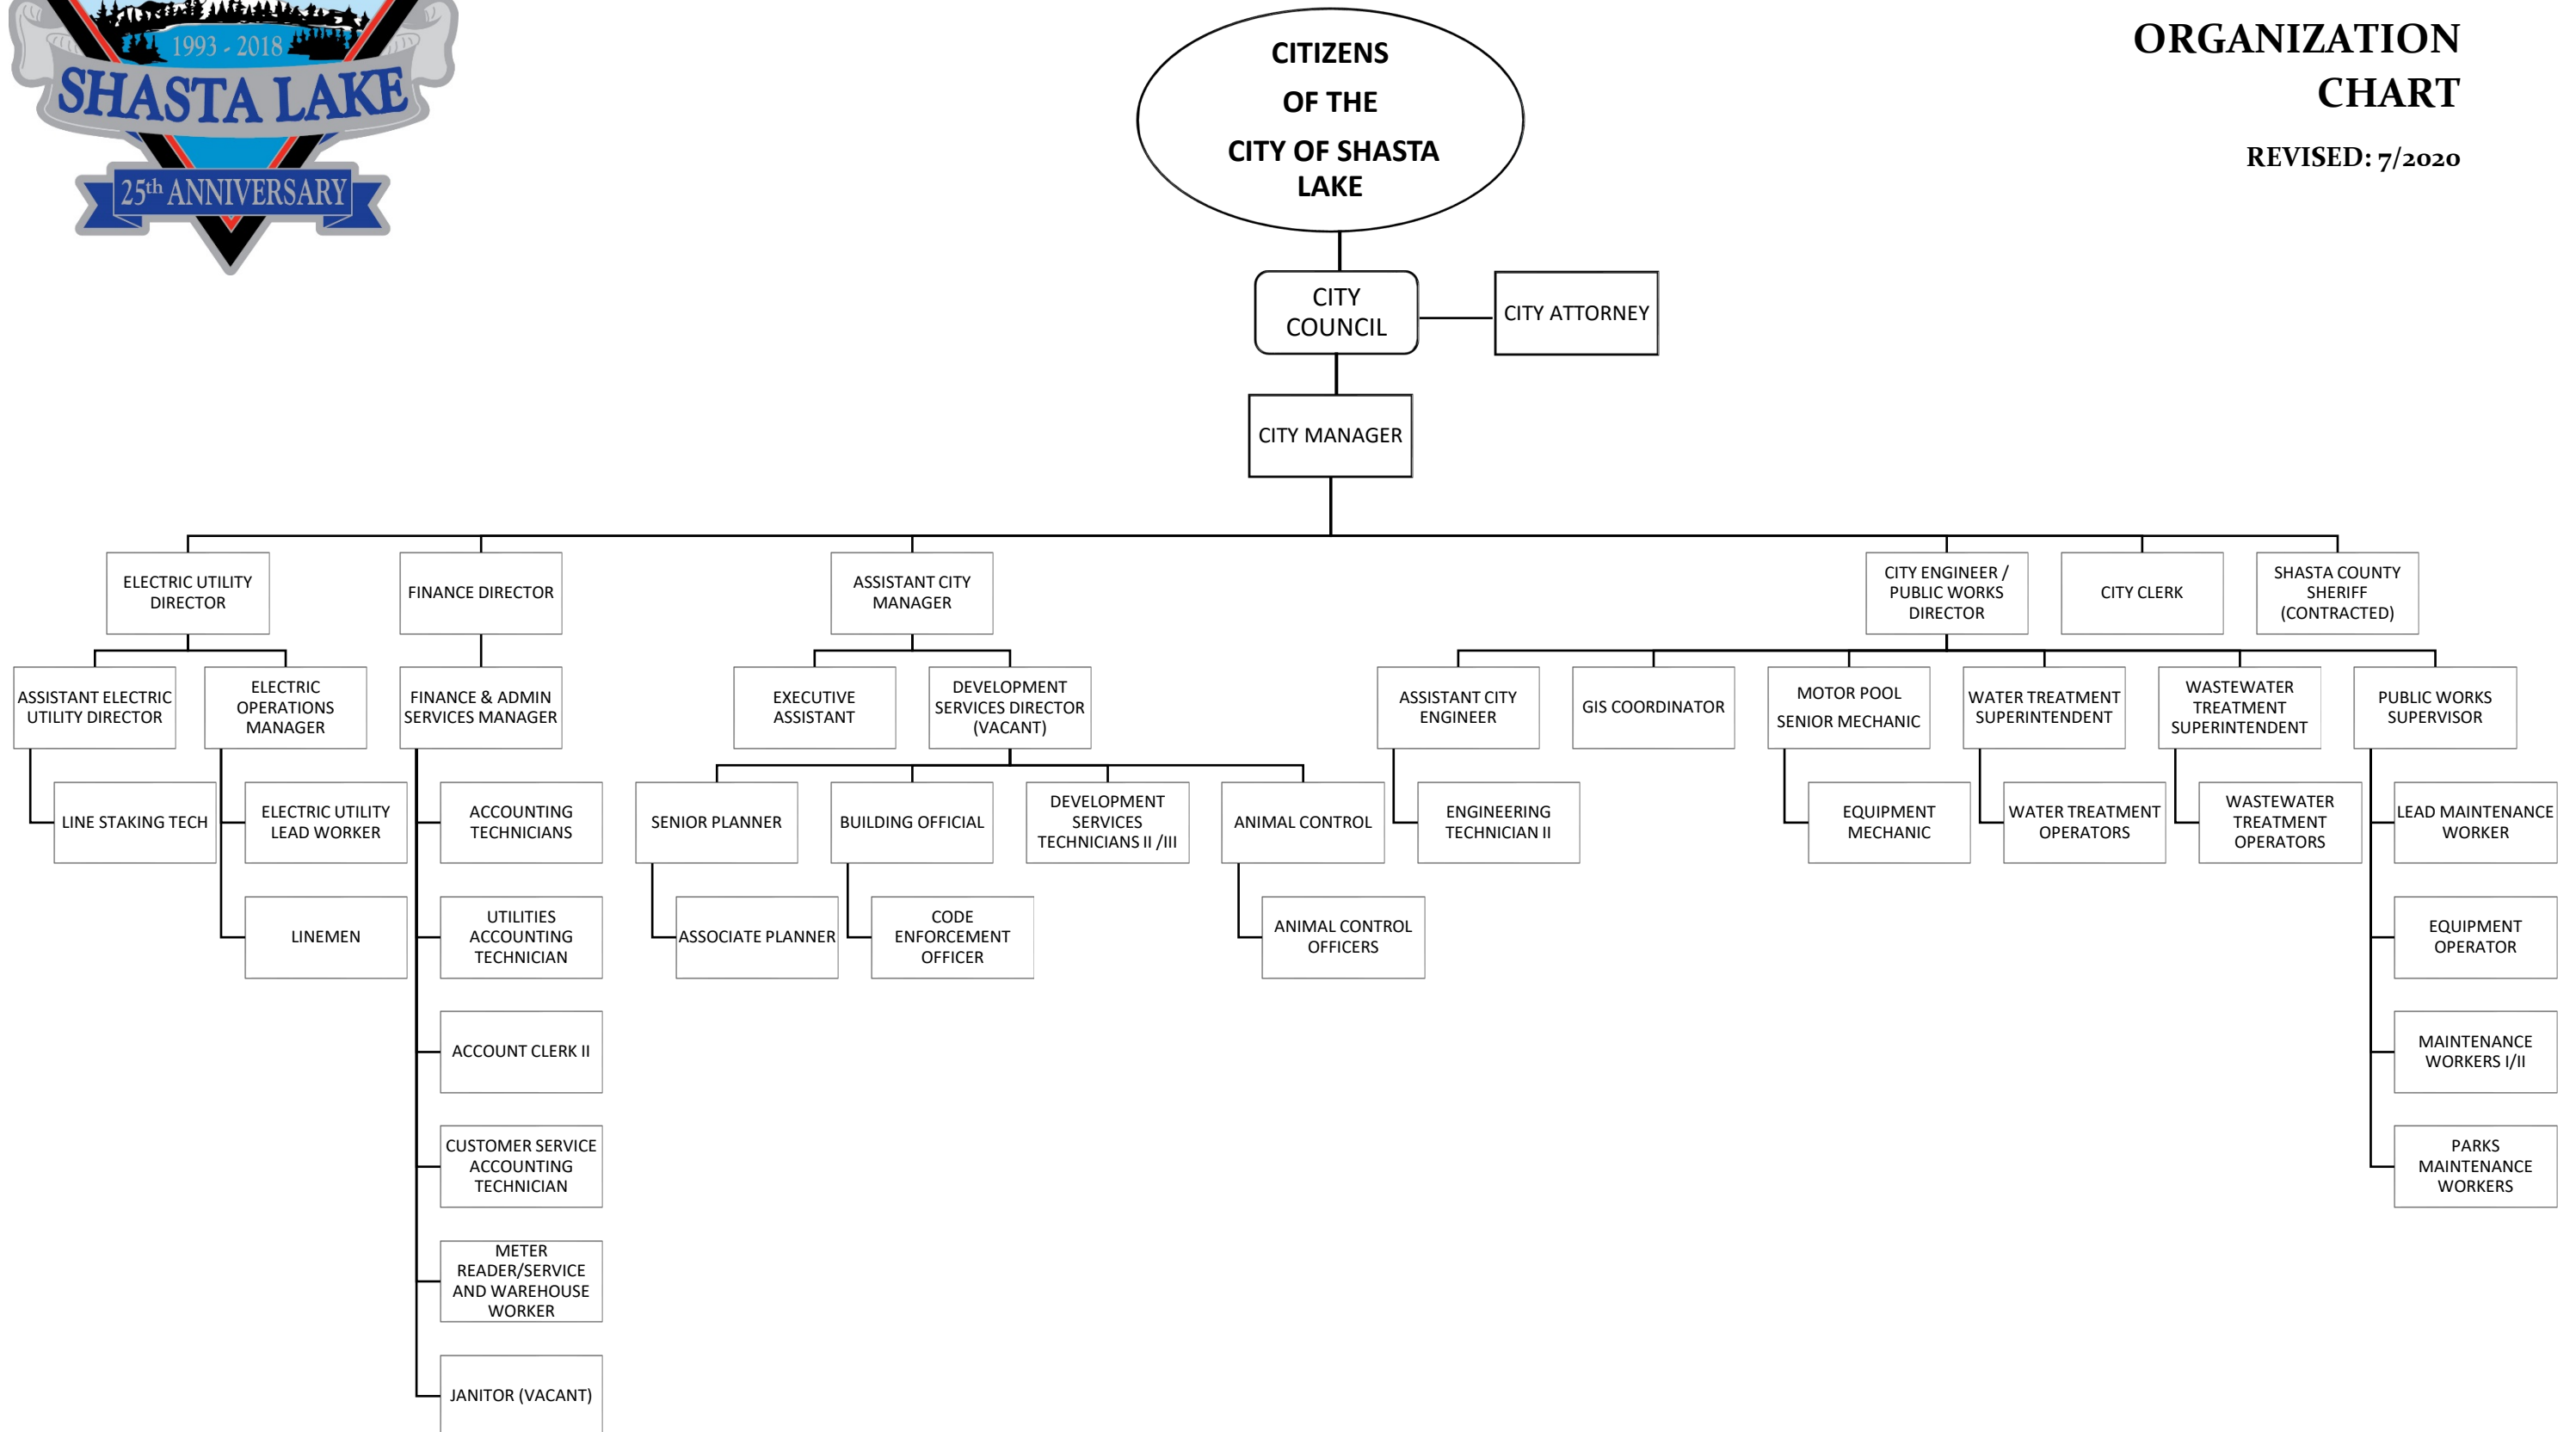 1993 - 2018
SHASTA LAKE
25th ANNIVERSARY
ORGANIZATION
CHART
REVISED: 7/2020
CITIZENS
OF THE
CITY OF SHASTA
LAKE
CITY
COUNCIL
CITY ATTORNEY
CITY MANAGER
ELECTRIC UTILITY
DIRECTOR
FINANCE DIRECTOR
ASSISTANT CITY
MANAGER
CITY ENGINEER /
PUBLIC WORKS
DIRECTOR
CITY CLERK
SHASTA COUNTY
SHERIFF
(CONTRACTED)
ASSISTANT ELECTRIC
UTILITY DIRECTOR
ELECTRIC
OPERATIONS
MANAGER
FINANCE & ADMIN
SERVICES MANAGER
EXECUTIVE
ASSISTANT
DEVELOPMENT
SERVICES DIRECTOR
(VACANT)
ASSISTANT CITY
ENGINEER
GIS COORDINATOR
MOTOR POOL
SENIOR MECHANIC
WATER TREATMENT
SUPERINTENDENT
WASTEWATER
TREATMENT
SUPERINTENDENT
PUBLIC WORKS
SUPERVISOR
LINE STAKING TECH
ELECTRIC UTILITY
LEAD WORKER
ACCOUNTING
TECHNICIANS
SENIOR PLANNER
BUILDING OFFICIAL
DEVELOPMENT
SERVICES
TECHNICIANS II /III
ANIMAL CONTROL
ENGINEERING
TECHNICIAN II
EQUIPMENT
MECHANIC
WATER TREATMENT
OPERATORS
WASTEWATER
TREATMENT
OPERATORS
LEAD MAINTENANCE
WORKER
LINEMEN
UTILITIES
ACCOUNTING
TECHNICIAN
ASSOCIATE PLANNER
CODE
ENFORCEMENT
OFFICER
ANIMAL CONTROL
OFFICERS
EQUIPMENT
OPERATOR
ACCOUNT CLERK II
MAINTENANCE
WORKERS I/II
CUSTOMER SERVICE
ACCOUNTING
TECHNICIAN
PARKS
MAINTENANCE
WORKERS
METER
READER/SERVICE
AND WAREHOUSE
WORKER
JANITOR (VACANT)